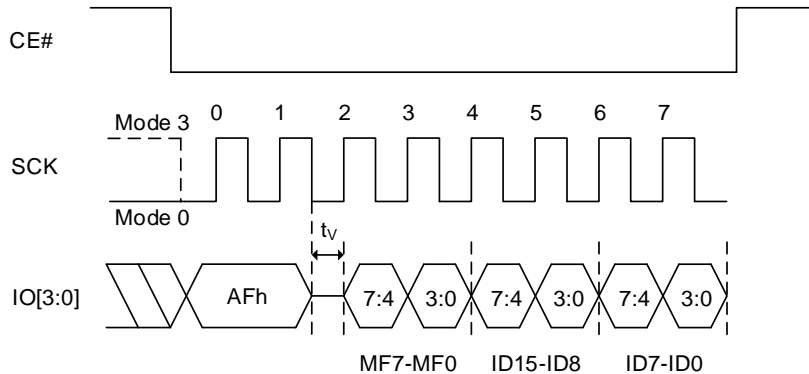 CE#
0 1 2 3 4 5 6 7
Mode 3
SCK
Mode 0
tV
IO[3:0] AFh 7:4 3:0 7:4 3:0 7:4 3:0
MF7-MF0 ID15-ID8 ID7-ID0